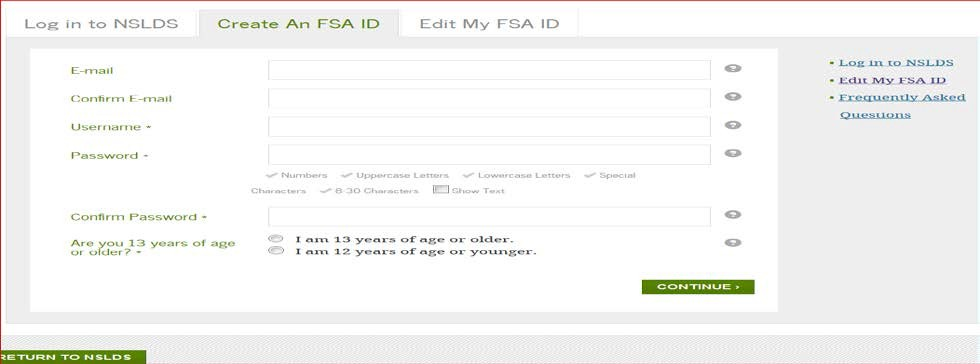 Log in to NSLDS Create An FSA ID Edit My FSA ID
E-mail
Confirm E-mail
Username *
Password *
Numbers Uppercase Letters Lowercase Letters Special
Characters 8-30 Characters Show Text
Confirm Password *
Are you 13 years of age
or older? *
I am 13 years of age or older.
I am 12 years of age or younger.
CONTINUE ›
• Log in to NSLDS
• Edit My FSA ID
• Frequently Asked
Questions
RETURN TO NSLDS